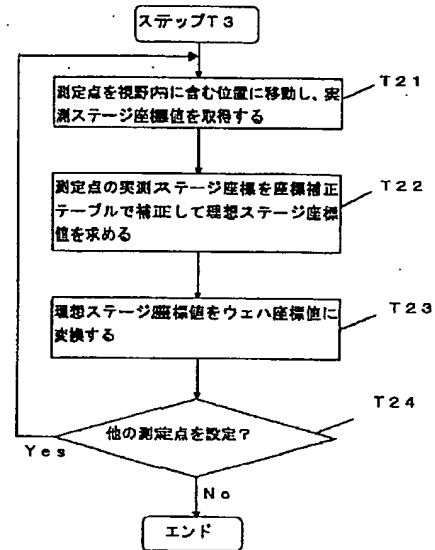 ステップT3
測定点を視野内に含む位置に移動し、実
測ステージ座標値を取得する
T21
測定点の実測ステージ座標を座標補正
テーブルで補正して理想ステージ座標
値を求める
T22
理想ステージ座標値をウェハ座標値に
変換する
T23
他の測定点を設定？
T24
Yes
No
エンド